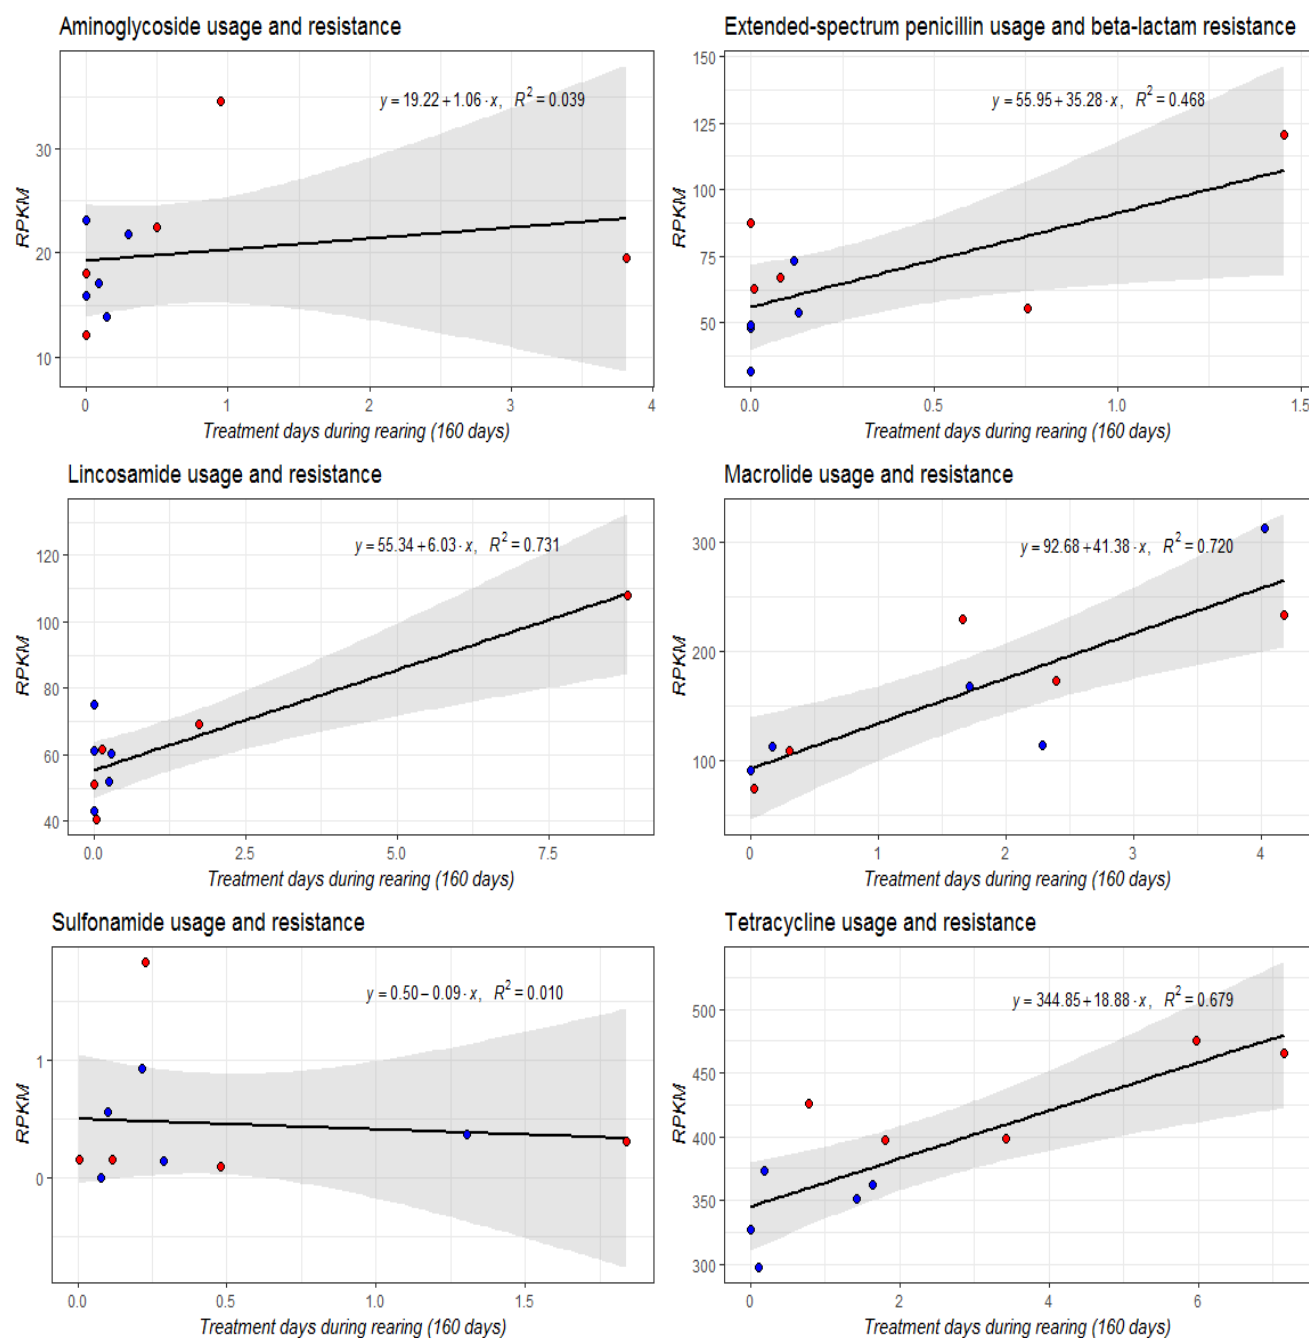 Aminoglycoside usage and resistance
y = 19.22 + 1.06 · x, R² = 0.039
RPKM
30
20
10
0 1 2 3 4
Treatment days during rearing (160 days)
Extended-spectrum penicillin usage and beta-lactam resistance
y = 55.95 + 35.28 · x, R² = 0.468
RPKM
150
125
100
75
50
0.0 0.5 1.0 1.5
Treatment days during rearing (160 days)
Lincosamide usage and resistance
y = 55.34 + 6.03 · x, R² = 0.731
RPKM
120
100
80
60
40
0.0 2.5 5.0 7.5
Treatment days during rearing (160 days)
Macrolide usage and resistance
y = 92.68 + 41.38 · x, R² = 0.720
RPKM
300
200
100
0 1 2 3 4
Treatment days during rearing (160 days)
Sulfonamide usage and resistance
y = 0.50 − 0.09 · x, R² = 0.010
RPKM
1
0
0.0 0.5 1.0 1.5
Treatment days during rearing (160 days)
Tetracycline usage and resistance
y = 344.85 + 18.88 · x, R² = 0.679
RPKM
500
450
400
350
300
0 2 4 6
Treatment days during rearing (160 days)